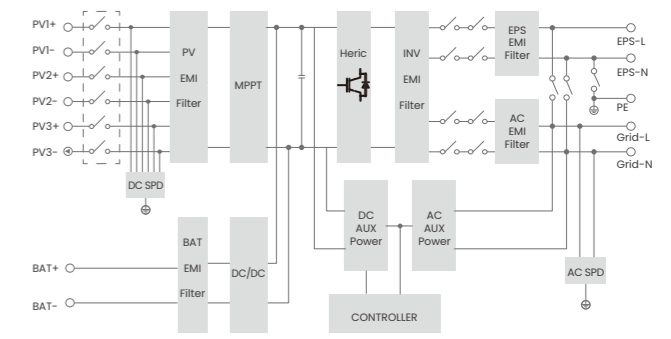 PV1+
PV1-
PV2+
PV2-
PV3+
PV3-
PV
EMI
Filter
MPPT
Heric
INV
EMI
Filter
EPS
EMI
Filter
AC
EMI
Filter
EPS-L
EPS-N
PE
Grid-L
Grid-N
DC SPD
BAT+
BAT-
BAT
EMI
Filter
DC/DC
DC
AUX
Power
AC
AUX
Power
CONTROLLER
AC SPD